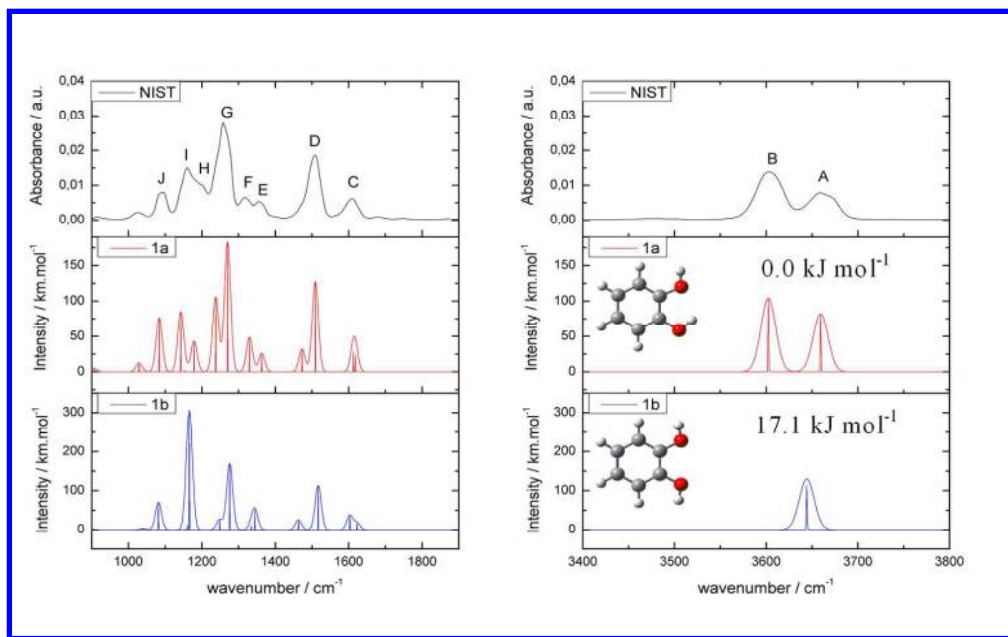 0,04
NIST
0,03
0,02
0,01
0,00
Absorbance / a.u.
J
I
H
G
F
E
D
C
1a
150
100
50
0
Intensity / km.mol-1
1b
300
200
100
0
Intensity / km.mol-1
1000 1200 1400 1600 1800
wavenumber / cm-1
0,04
NIST
0,03
0,02
0,01
0,00
Absorbance / a.u.
B
A
1a
150
100
50
0
Intensity / km.mol-1
0.0 kJ mol-1
1b
300
200
100
0
Intensity / km.mol-1
17.1 kJ mol-1
3400 3500 3600 3700 3800
wavenumber / cm-1